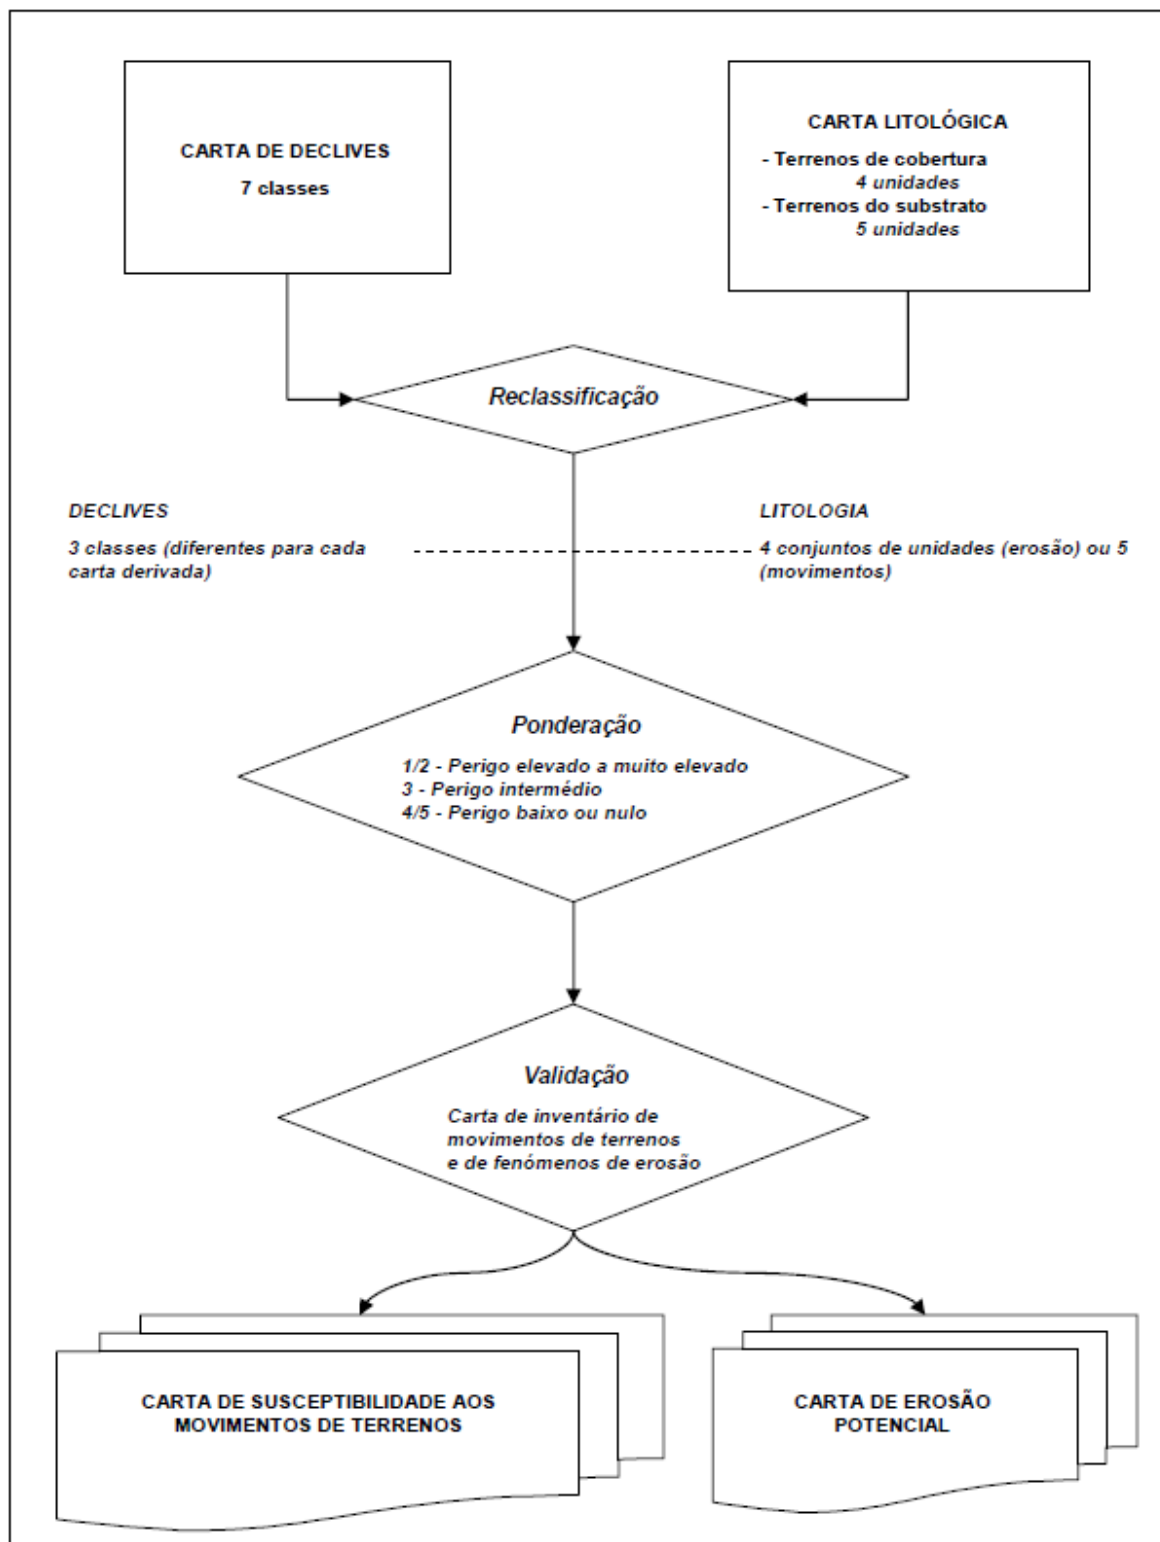 CARTA DE DECLIVES
7 classes
CARTA LITOLÓGICA
- Terrenos de cobertura
4 unidades
- Terrenos do substrato
5 unidades
Reclassificação
DECLIVES
3 classes (diferentes para cada
carta derivada)
LITOLOGIA
4 conjuntos de unidades (erosão) ou 5
(movimentos)
Ponderação
1/2 - Perigo elevado a muito elevado
3 - Perigo intermédio
4/5 - Perigo baixo ou nulo
Validação
Carta de inventário de
movimentos de terrenos
e de fenómenos de erosão
CARTA DE SUSCEPTIBILIDADE AOS
MOVIMENTOS DE TERRENOS
CARTA DE EROSÃO
POTENCIAL